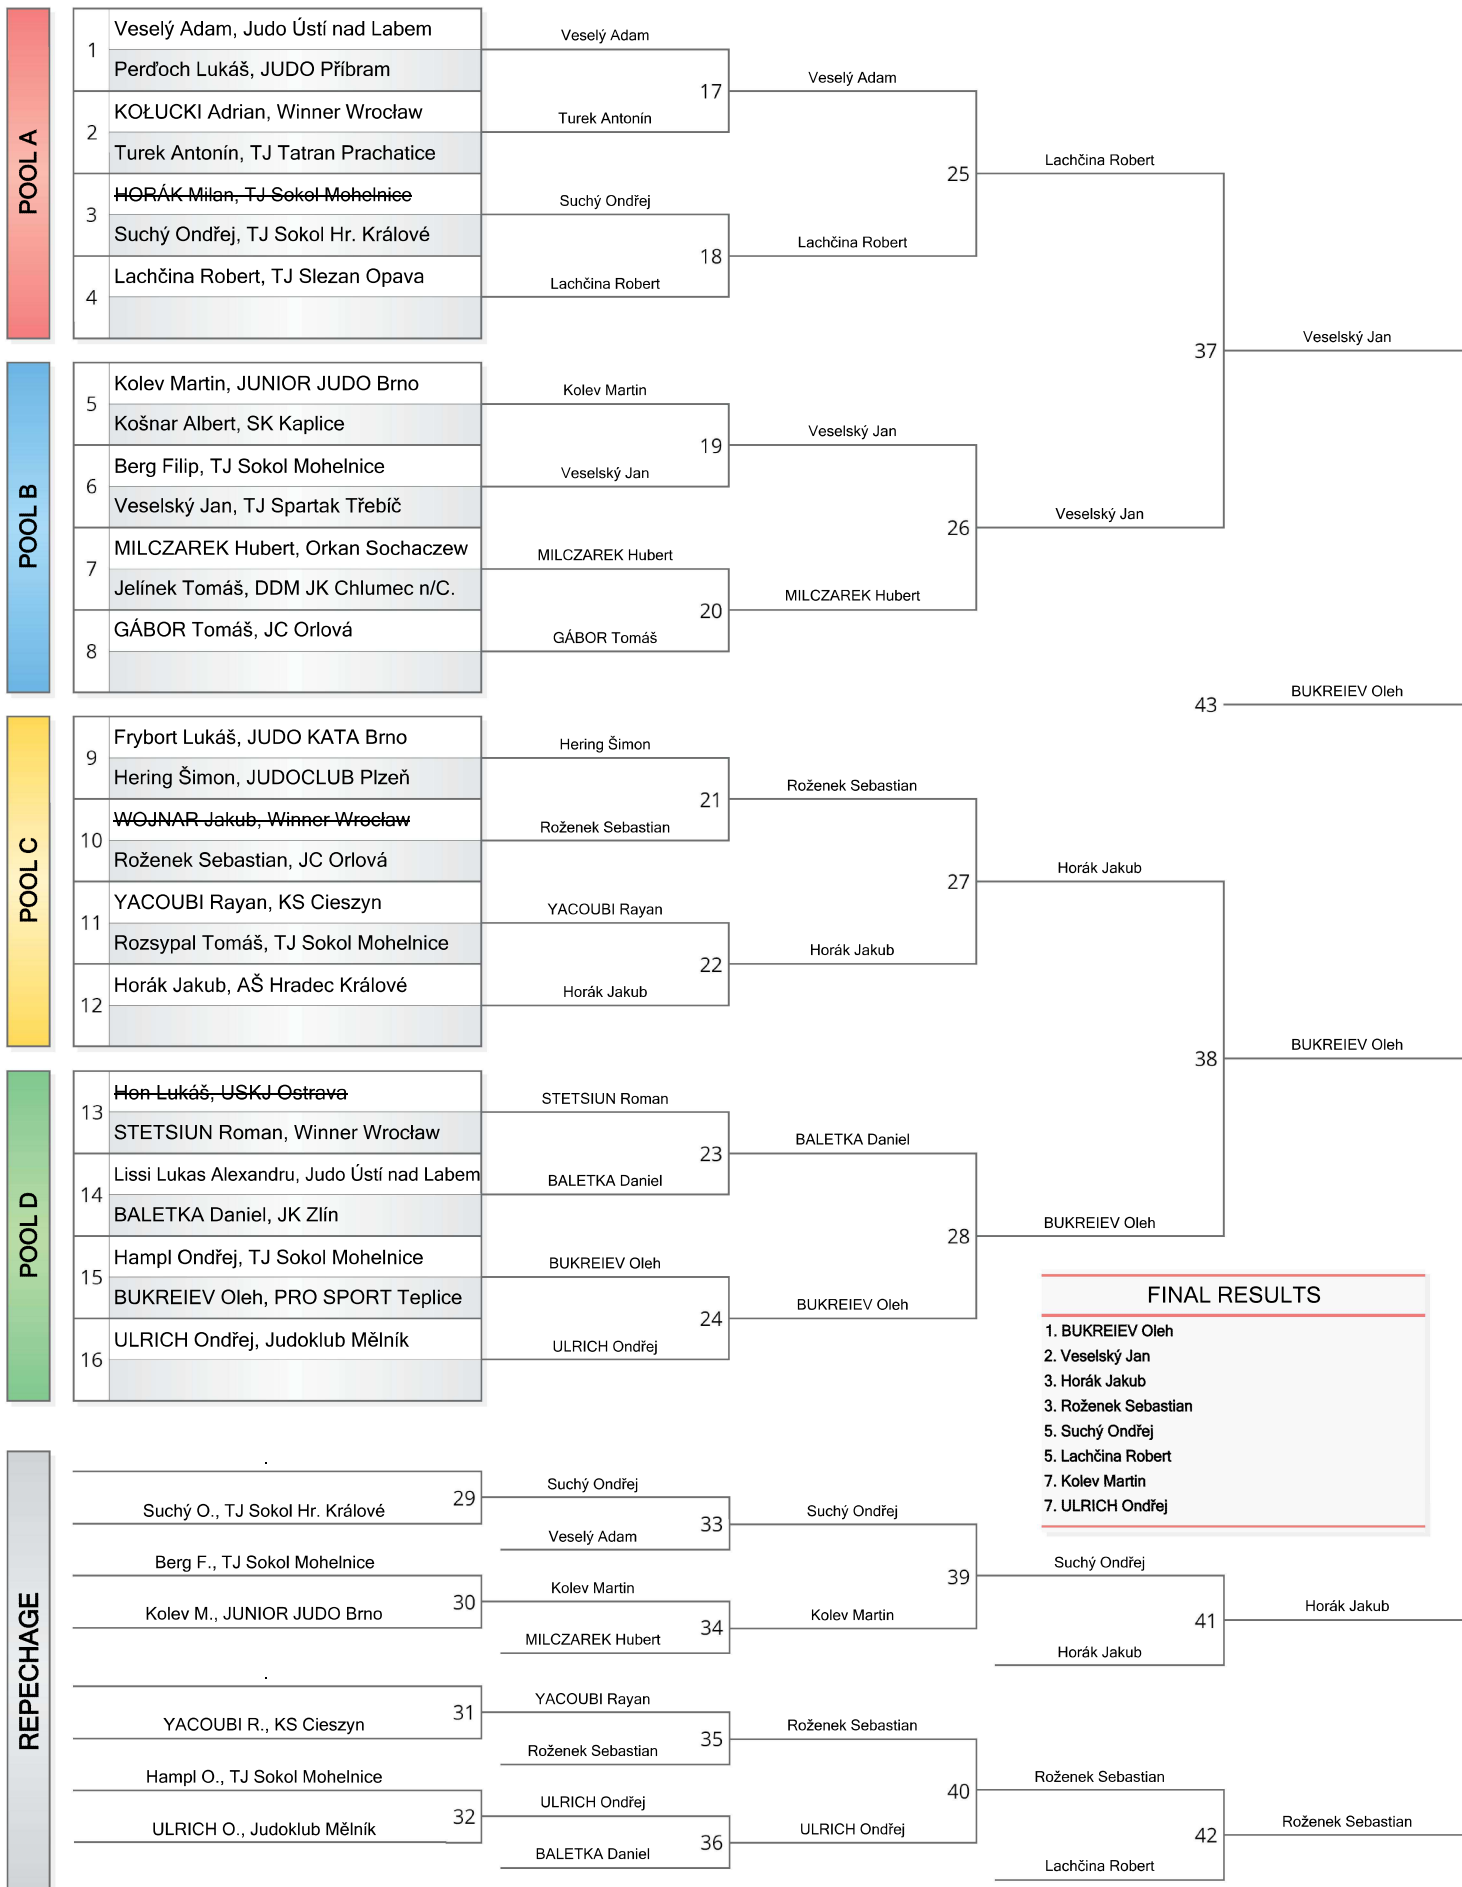 POOL A
1
Veselý Adam, Judo Ústí nad Labem
Perďoch Lukáš, JUDO Příbram
2
KOŁUCKI Adrian, Winner Wrocław
Turek Antonín, TJ Tatran Prachatice
3
HORÁK Milan, TJ Sokol Mohelnice
Suchý Ondřej, TJ Sokol Hr. Králové
4
Lachčina Robert, TJ Slezan Opava
Veselý Adam
Turek Antonín
17
Suchý Ondřej
Lachčina Robert
18
Veselý Adam
Lachčina Robert
25
Lachčina Robert
POOL B
5
Kolev Martin, JUNIOR JUDO Brno
Košnar Albert, SK Kaplice
6
Berg Filip, TJ Sokol Mohelnice
Veselský Jan, TJ Spartak Třebíč
7
MILCZAREK Hubert, Orkan Sochaczew
Jelínek Tomáš, DDM JK Chlumec n/C.
8
GÁBOR Tomáš, JC Orlová
Kolev Martin
Veselský Jan
19
MILCZAREK Hubert
GÁBOR Tomáš
20
Veselský Jan
MILCZAREK Hubert
26
Veselský Jan
37
Veselský Jan
43
BUKREIEV Oleh
POOL C
9
Frybort Lukáš, JUDO KATA Brno
Hering Šimon, JUDOCLUB Plzeň
10
WOJNAR Jakub, Winner Wrocław
Roženek Sebastian, JC Orlová
11
YACOUBI Rayan, KS Cieszyn
Rozsypal Tomáš, TJ Sokol Mohelnice
12
Horák Jakub, AŠ Hradec Králové
Hering Šimon
Roženek Sebastian
21
YACOUBI Rayan
Horák Jakub
22
Roženek Sebastian
Horák Jakub
27
Horák Jakub
POOL D
13
Hon Lukáš, USKJ Ostrava
STETSIUN Roman, Winner Wrocław
14
Lissi Lukas Alexandru, Judo Ústí nad Labem
BALETKA Daniel, JK Zlín
15
Hampl Ondřej, TJ Sokol Mohelnice
BUKREIEV Oleh, PRO SPORT Teplice
16
ULRICH Ondřej, Judoklub Mělník
STETSIUN Roman
BALETKA Daniel
23
BUKREIEV Oleh
ULRICH Ondřej
24
BALETKA Daniel
BUKREIEV Oleh
28
BUKREIEV Oleh
38
BUKREIEV Oleh
FINAL RESULTS
1. BUKREIEV Oleh
2. Veselský Jan
3. Horák Jakub
3. Roženek Sebastian
5. Suchý Ondřej
5. Lachčina Robert
7. Kolev Martin
7. ULRICH Ondřej
REPECHAGE
.
Suchý O., TJ Sokol Hr. Králové
29
Berg F., TJ Sokol Mohelnice
Kolev M., JUNIOR JUDO Brno
30
.
YACOUBI R., KS Cieszyn
31
Hampl O., TJ Sokol Mohelnice
ULRICH O., Judoklub Mělník
32
Suchý Ondřej
Veselý Adam
33
Kolev Martin
MILCZAREK Hubert
34
YACOUBI Rayan
Roženek Sebastian
35
ULRICH Ondřej
BALETKA Daniel
36
Suchý Ondřej
Kolev Martin
39
Roženek Sebastian
ULRICH Ondřej
40
Suchý Ondřej
Horák Jakub
41
Horák Jakub
Roženek Sebastian
Lachčina Robert
42
Roženek Sebastian